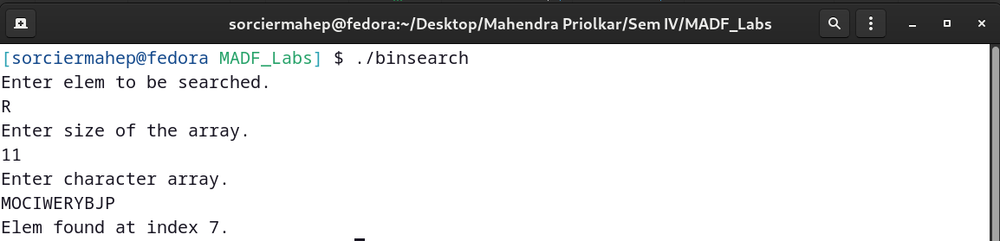 sorciermahep@fedora:~/Desktop/Mahendra Priolkar/Sem IV/MADF_Labs
[sorciermahep@fedora MADF_Labs] $ ./binsearch
Enter elem to be searched.
R
Enter size of the array.
11
Enter character array.
MOCIWERYBJP
Elem found at index 7.